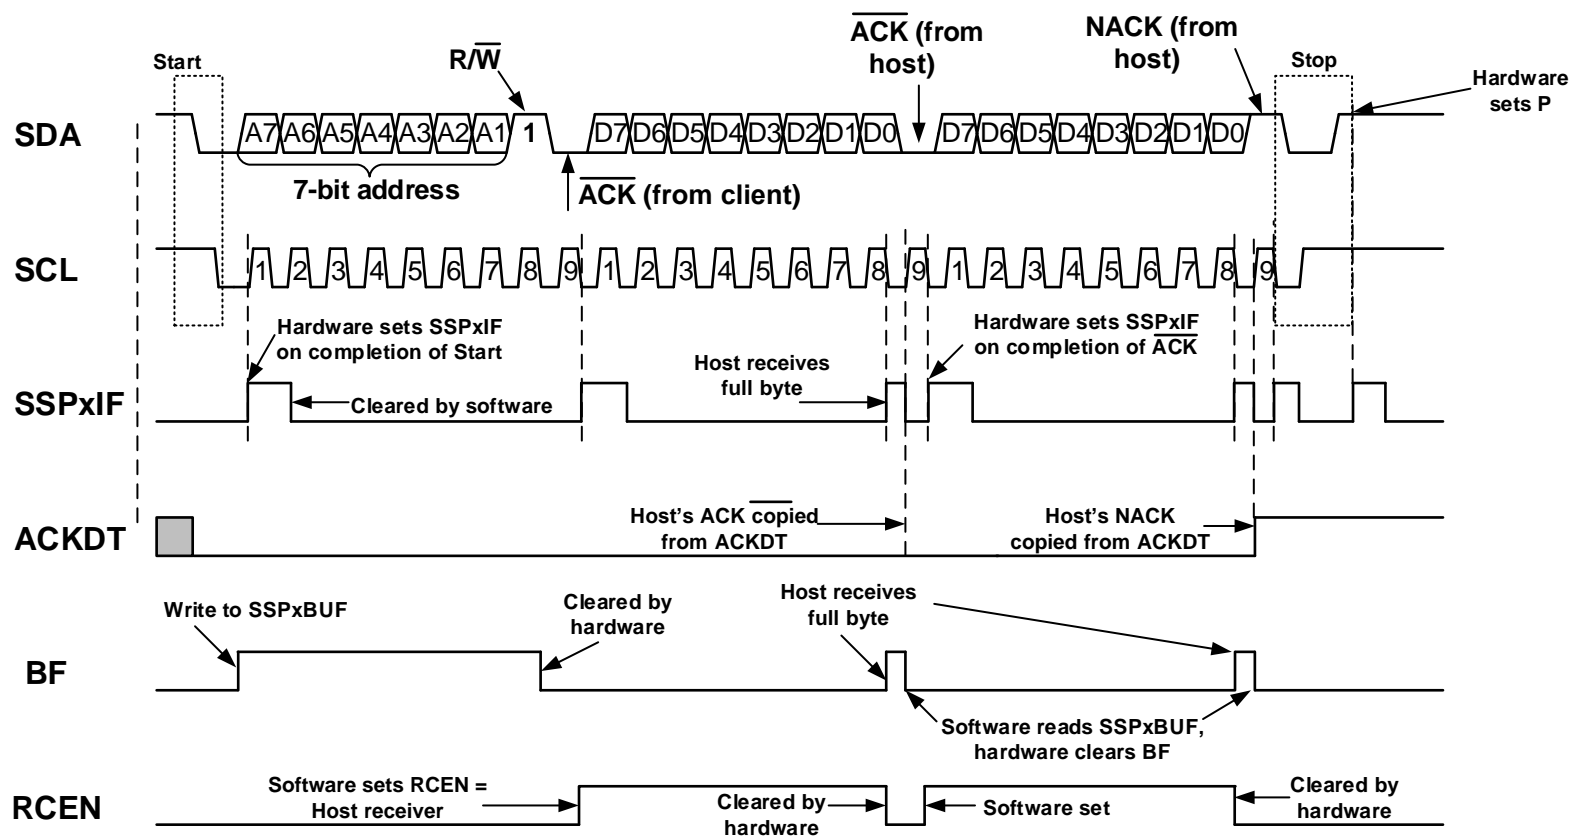 Start
R/W
ACK (from
host)
NACK (from
host)
Stop
Hardware
sets P
SDA
A7 A6 A5 A4 A3 A2 A1 1 D7 D6 D5 D4 D3 D2 D1 D0 D7 D6 D5 D4 D3 D2 D1 D0
7-bit address
ACK (from client)
SCL
1 2 3 4 5 6 7 8 9 1 2 3 4 5 6 7 8 9 1 2 3 4 5 6 7 8 9
Hardware sets SSPxIF
on completion of Start
Host receives
full byte
Hardware sets SSPxIF
on completion of ACK
SSPxIF
Cleared by software
ACKDT
Host's ACK copied
from ACKDT
Host's NACK
copied from ACKDT
Write to SSPxBUF
Cleared by
hardware
Host receives
full byte
BF
Software reads SSPxBUF,
hardware clears BF
RCEN
Software sets RCEN =
Host receiver
Cleared by
hardware
Software set
Cleared by
hardware